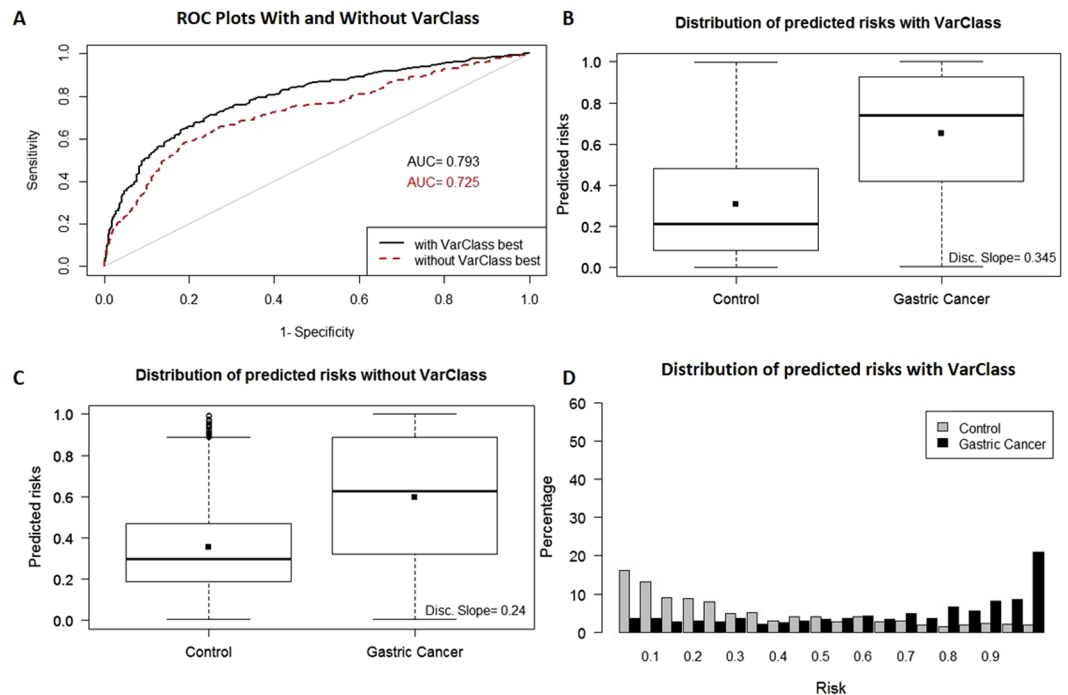 A
ROC Plots With and Without VarClass
Sensitivity
1.0
0.8
0.6
0.4
0.2
0.0
AUC= 0.793
AUC= 0.725
with VarClass best
without VarClass best
0.0 0.2 0.4 0.6 0.8 1.0
1- Specificity
B
Distribution of predicted risks with VarClass
Predicted risks
1.0
0.8
0.6
0.4
0.2
0.0
Disc. Slope= 0.345
Control Gastric Cancer
C
Distribution of predicted risks without VarClass
Predicted risks
1.0
0.8
0.6
0.4
0.2
0.0
Disc. Slope= 0.24
Control Gastric Cancer
D
Distribution of predicted risks with VarClass
Percentage
60
50
40
30
20
10
0
Control
Gastric Cancer
0.1 0.2 0.3 0.4 0.5 0.6 0.7 0.8 0.9
Risk